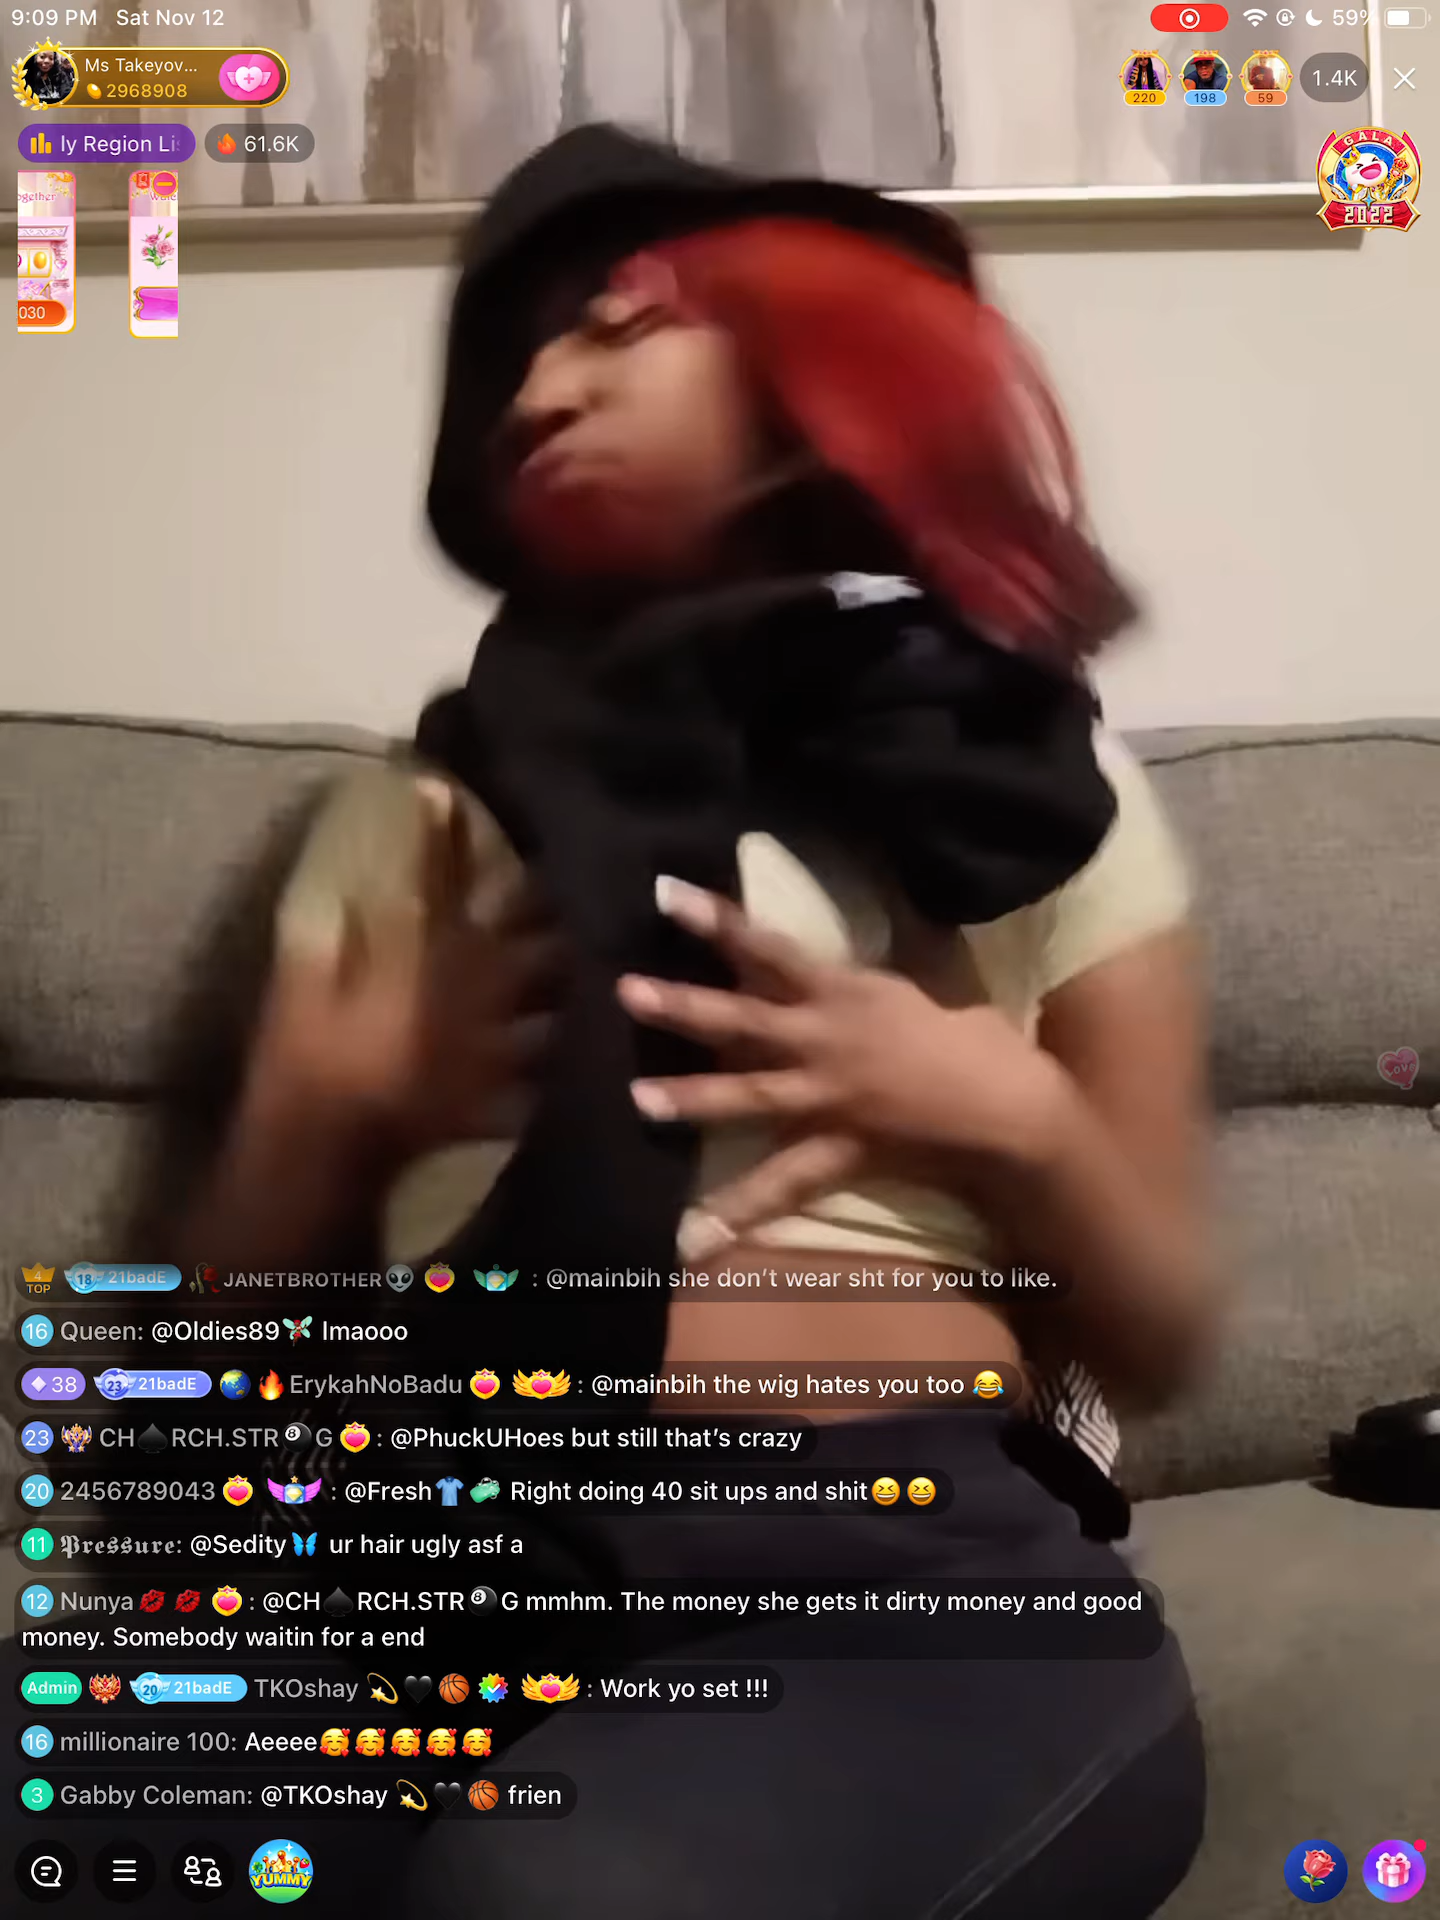 9:09 PM Sat Nov 12
59%
Ms Takeyov...
2968908
220
198
59
1.4K
ly Region Li
61.6K
GALA
2022
ogether
030
LOVE
4 TOP 18 21badE JANETBROTHER👽 : @mainbih she don't wear sht for you to like.
16 Queen: @Oldies89 lmaooo
38 23 21badE 🌏🔥ErykahNoBadu : @mainbih the wig hates you too 😂
23 CH♠️RCH.STR🎱G : @PhuckUHoes but still that's crazy
20 2456789043 : @Fresh👕 Right doing 40 sit ups and shit😆😆
11 𝕻𝖗𝖊𝖘𝖘𝖚𝖗𝖊: @Sedity🦋 ur hair ugly asf a
12 Nunya💋💋 : @CH♠️RCH.STR🎱G mmhm. The money she gets it dirty money and good
money. Somebody waitin for a end
Admin 20 21badE TKOshay 💫🖤🏀 : Work yo set !!!
16 millionaire 100: Aeeee🥰🥰🥰🥰🥰
3 Gabby Coleman: @TKOshay 💫🖤🏀 frien
YUMMY